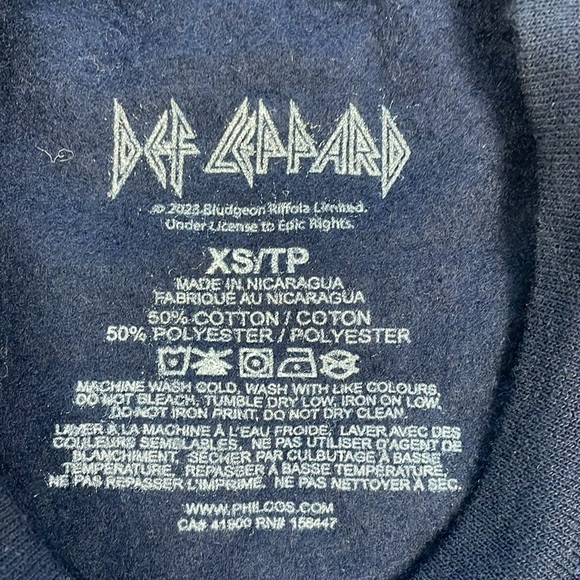 DEF LEPPARD
© 2023 Bludgeon Riffola Limited.
Under License to Epic Rights.
XS/TP
MADE IN NICARAGUA
FABRIQUE AU NICARAGUA
50% COTTON / COTON
50% POLYESTER / POLYESTER
MACHINE WASH COLD, WASH WITH LIKE COLOURS,
DO NOT BLEACH, TUMBLE DRY LOW, IRON ON LOW,
DO NOT IRON PRINT, DO NOT DRY CLEAN.
LAVER A LA MACHINE À L'EAU FROIDE, LAVER AVEC DES
COULEURS SEMBLABLES, NE PAS UTILISER D'AGENT DE
BLANCHIMENT, SÉCHER PAR CULBUTAGE À BASSE
TEMPÉRATURE, REPASSER À BASSE TEMPÉRATURE,
NE PAS REPASSER L'IMPRIMÉ, NE PAS NETTOYER À SEC.
WWW.PHILCOS.COM
CA# 41900 RN# 156447